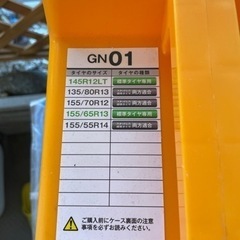 GN01
タイヤのサイズ タイヤの種類
145R12LT 標準タイヤ専用
135/80R13 両方適合
155/70R12 両方適合
155/65R13 標準タイヤ専用
155/55R14 両方適合
ご購入前にケース裏面の注意
事項を必ずお読みください。